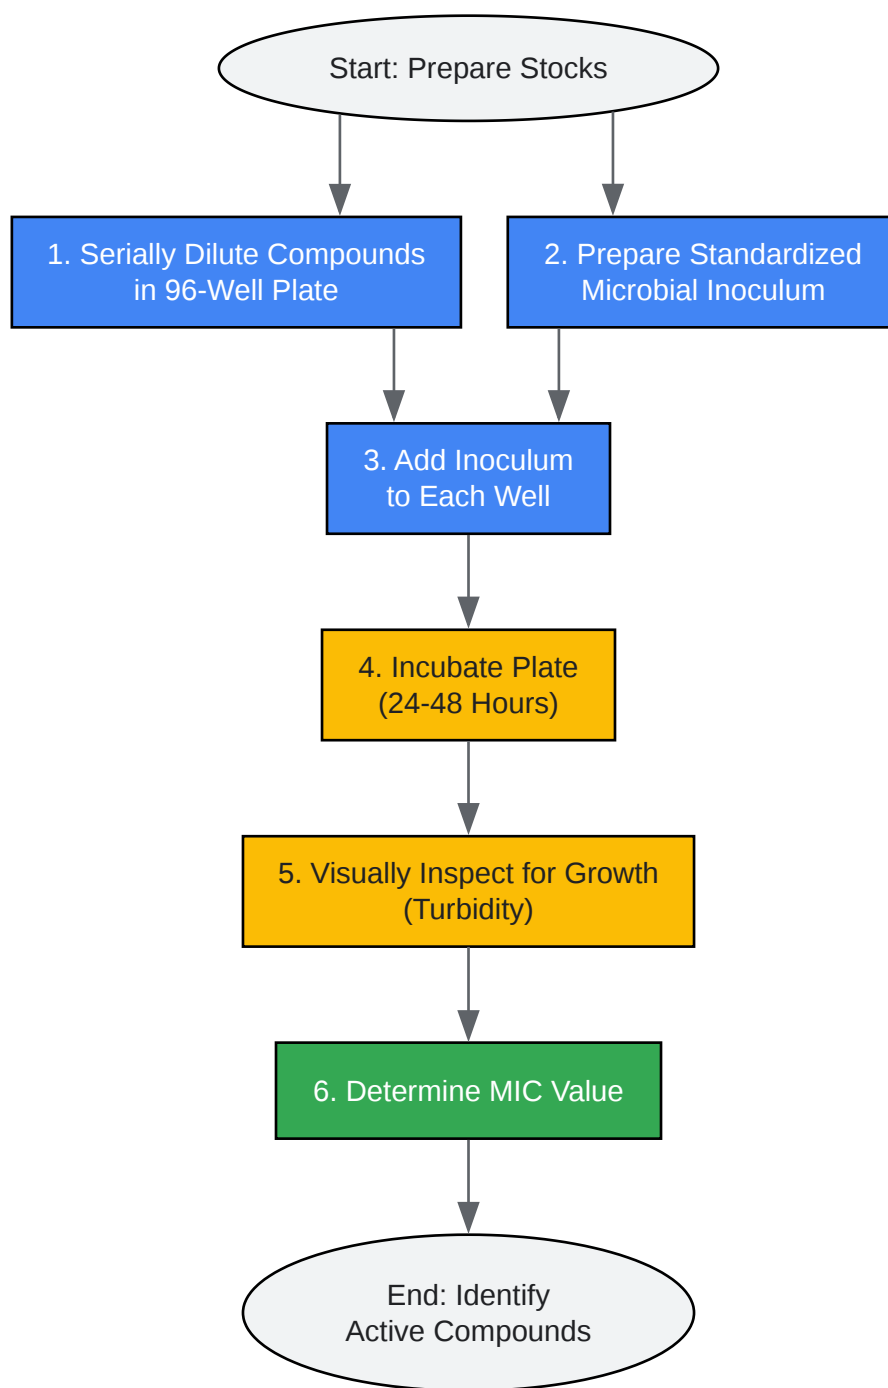 Start: Prepare Stocks
1. Serially Dilute Compounds
in 96-Well Plate
2. Prepare Standardized
Microbial Inoculum
3. Add Inoculum
to Each Well
4. Incubate Plate
(24-48 Hours)
5. Visually Inspect for Growth
(Turbidity)
6. Determine MIC Value
End: Identify
Active Compounds